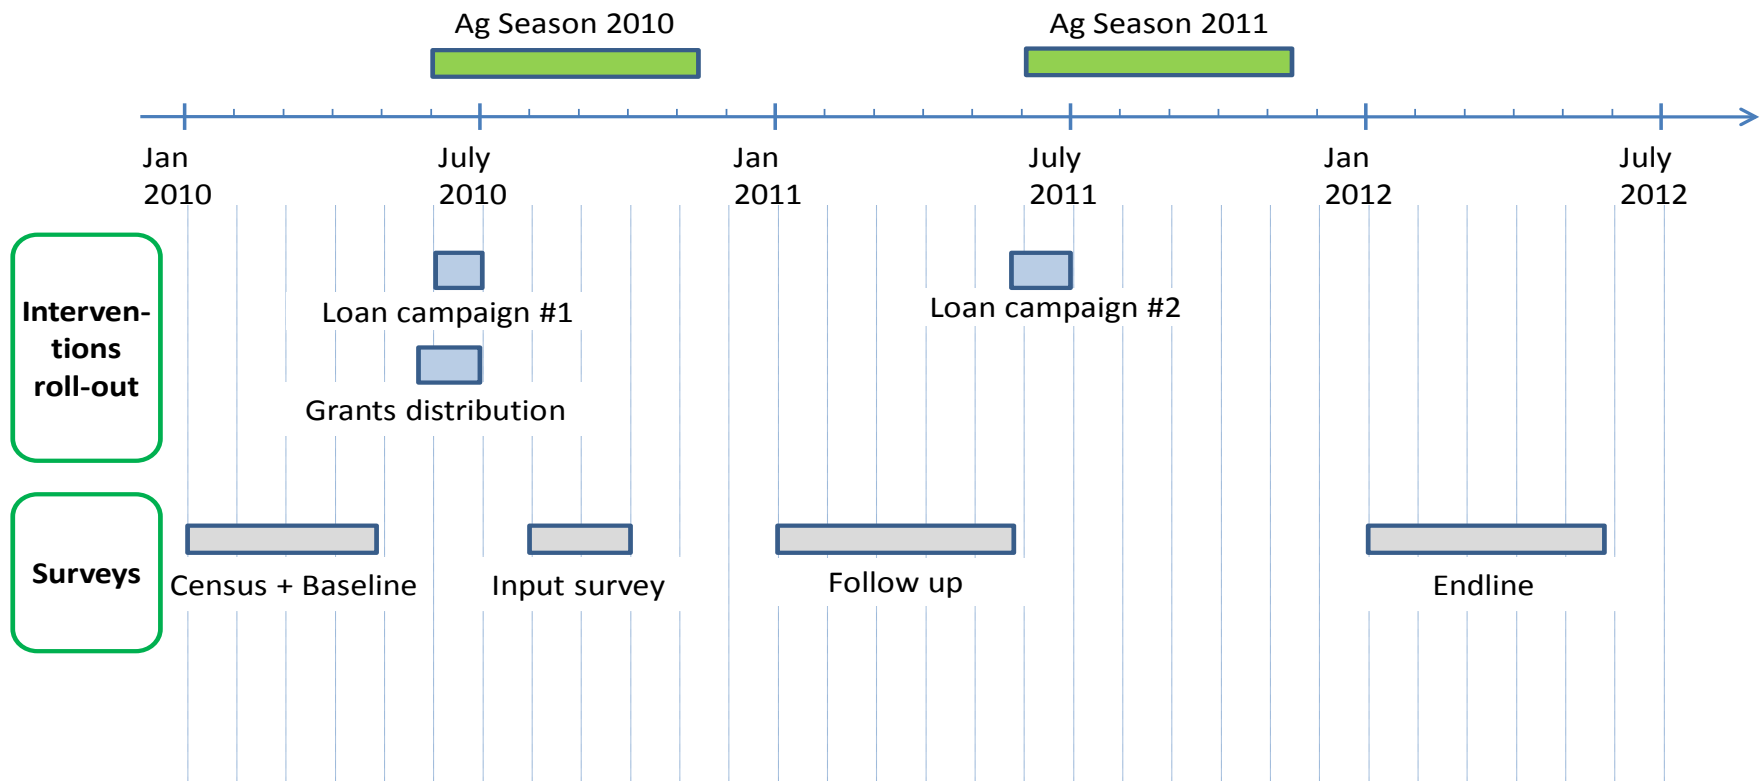 Ag Season 2010
Ag Season 2011
Jan
2010
July
2010
Jan
2011
July
2011
Jan
2012
July
2012
Interven-
tions
roll-out
Loan campaign #1
Loan campaign #2
Grants distribution
Surveys
Census + Baseline
Input survey
Follow up
Endline